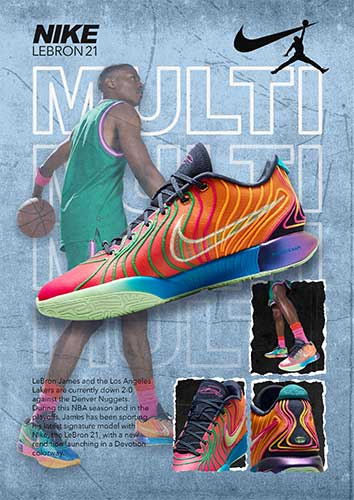 NIKE
LEBRON 21
MULTI
MULTI
MULTI
LeBron James and the Los Angeles
Lakers are currently down 2-0
against the Denver Nuggets.
During this NBA season and in the
playoffs, James has been sporting
his latest signature model with
Nike, the LeBron 21, with a new
rendition launching in a Devotion
colorway.